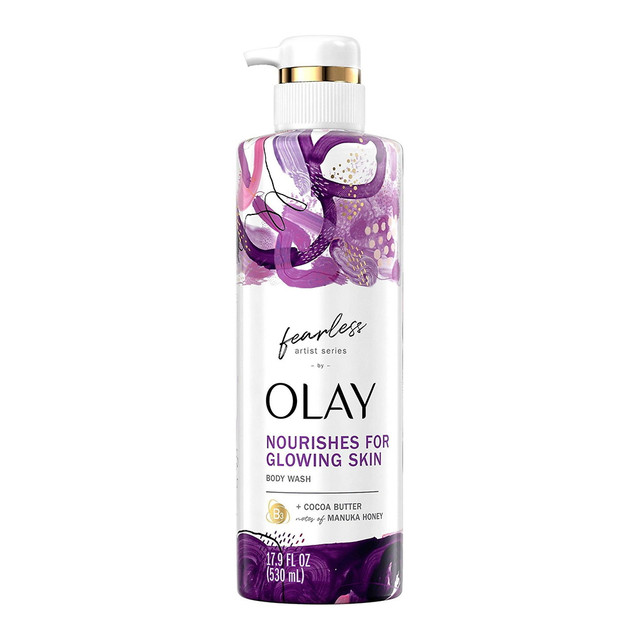 fearless
artist series
- by -
OLAY
NOURISHES FOR
GLOWING SKIN
BODY WASH
B3
+ COCOA BUTTER
notes of MANUKA HONEY
17.9 FL OZ
(530 mL)